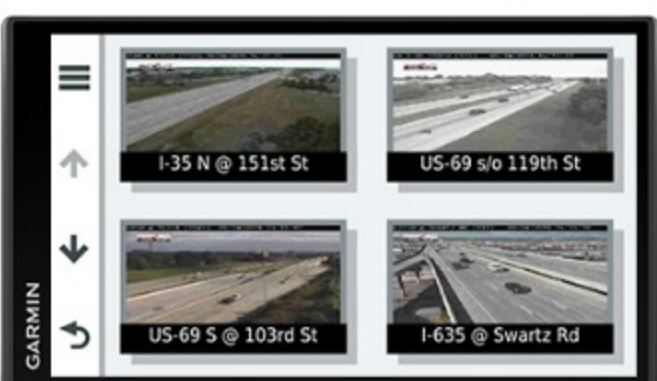 I-35 N @ 151st St
US-69 s/o 119th St
US-69 S @ 103rd St
I-635 @ Swartz Rd
GARMIN